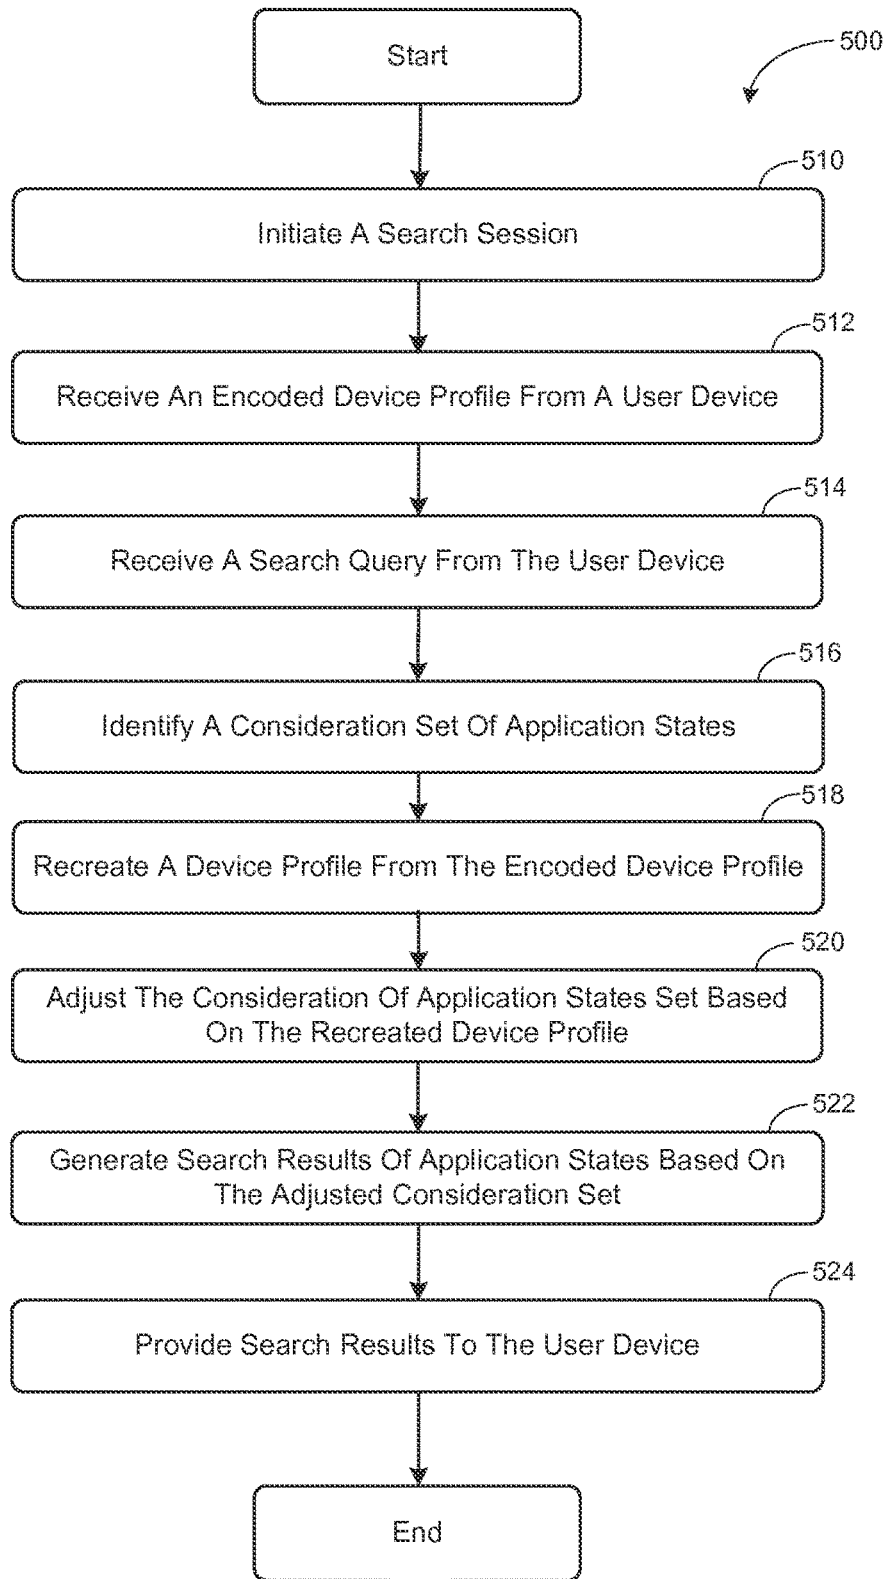 Start
500
510
Initiate A Search Session
512
Receive An Encoded Device Profile From A User Device
514
Receive A Search Query From The User Device
516
Identify A Consideration Set Of Application States
518
Recreate A Device Profile From The Encoded Device Profile
520
Adjust The Consideration Of Application States Set Based
On The Recreated Device Profile
522
Generate Search Results Of Application States Based On
The Adjusted Consideration Set
524
Provide Search Results To The User Device
End